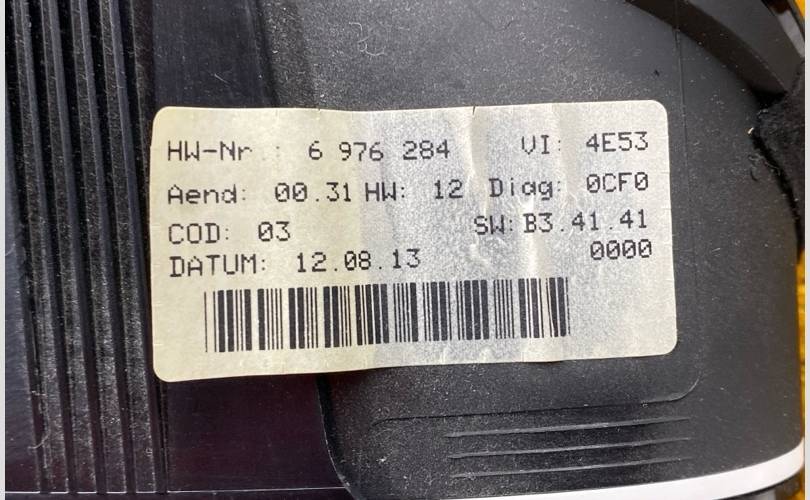 HW-Nr.: 6 976 284 VI: 4E53
Aend: 00.31 HW: 12 Diag: 0CF0
COD: 03 SW: B3.41.41
DATUM: 12.08.13 0000